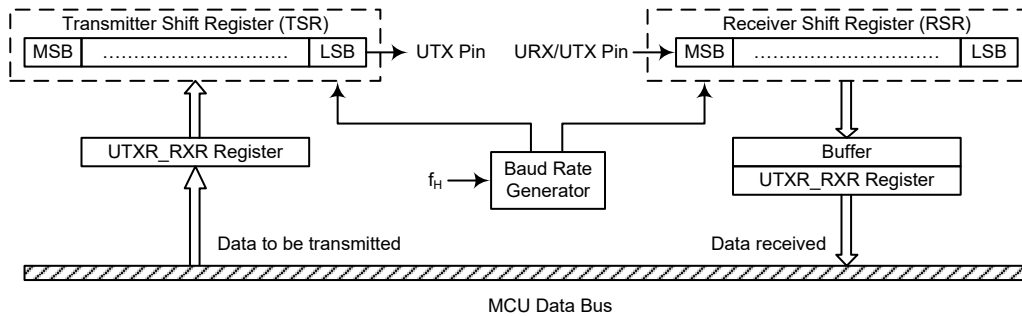 Transmitter Shift Register (TSR)
MSB ………………………… LSB
UTX Pin
URX/UTX Pin
Receiver Shift Register (RSR)
MSB ………………………… LSB
UTXR_RXR Register
Baud Rate
Generator
fH
Buffer
UTXR_RXR Register
Data to be transmitted
Data received
MCU Data Bus